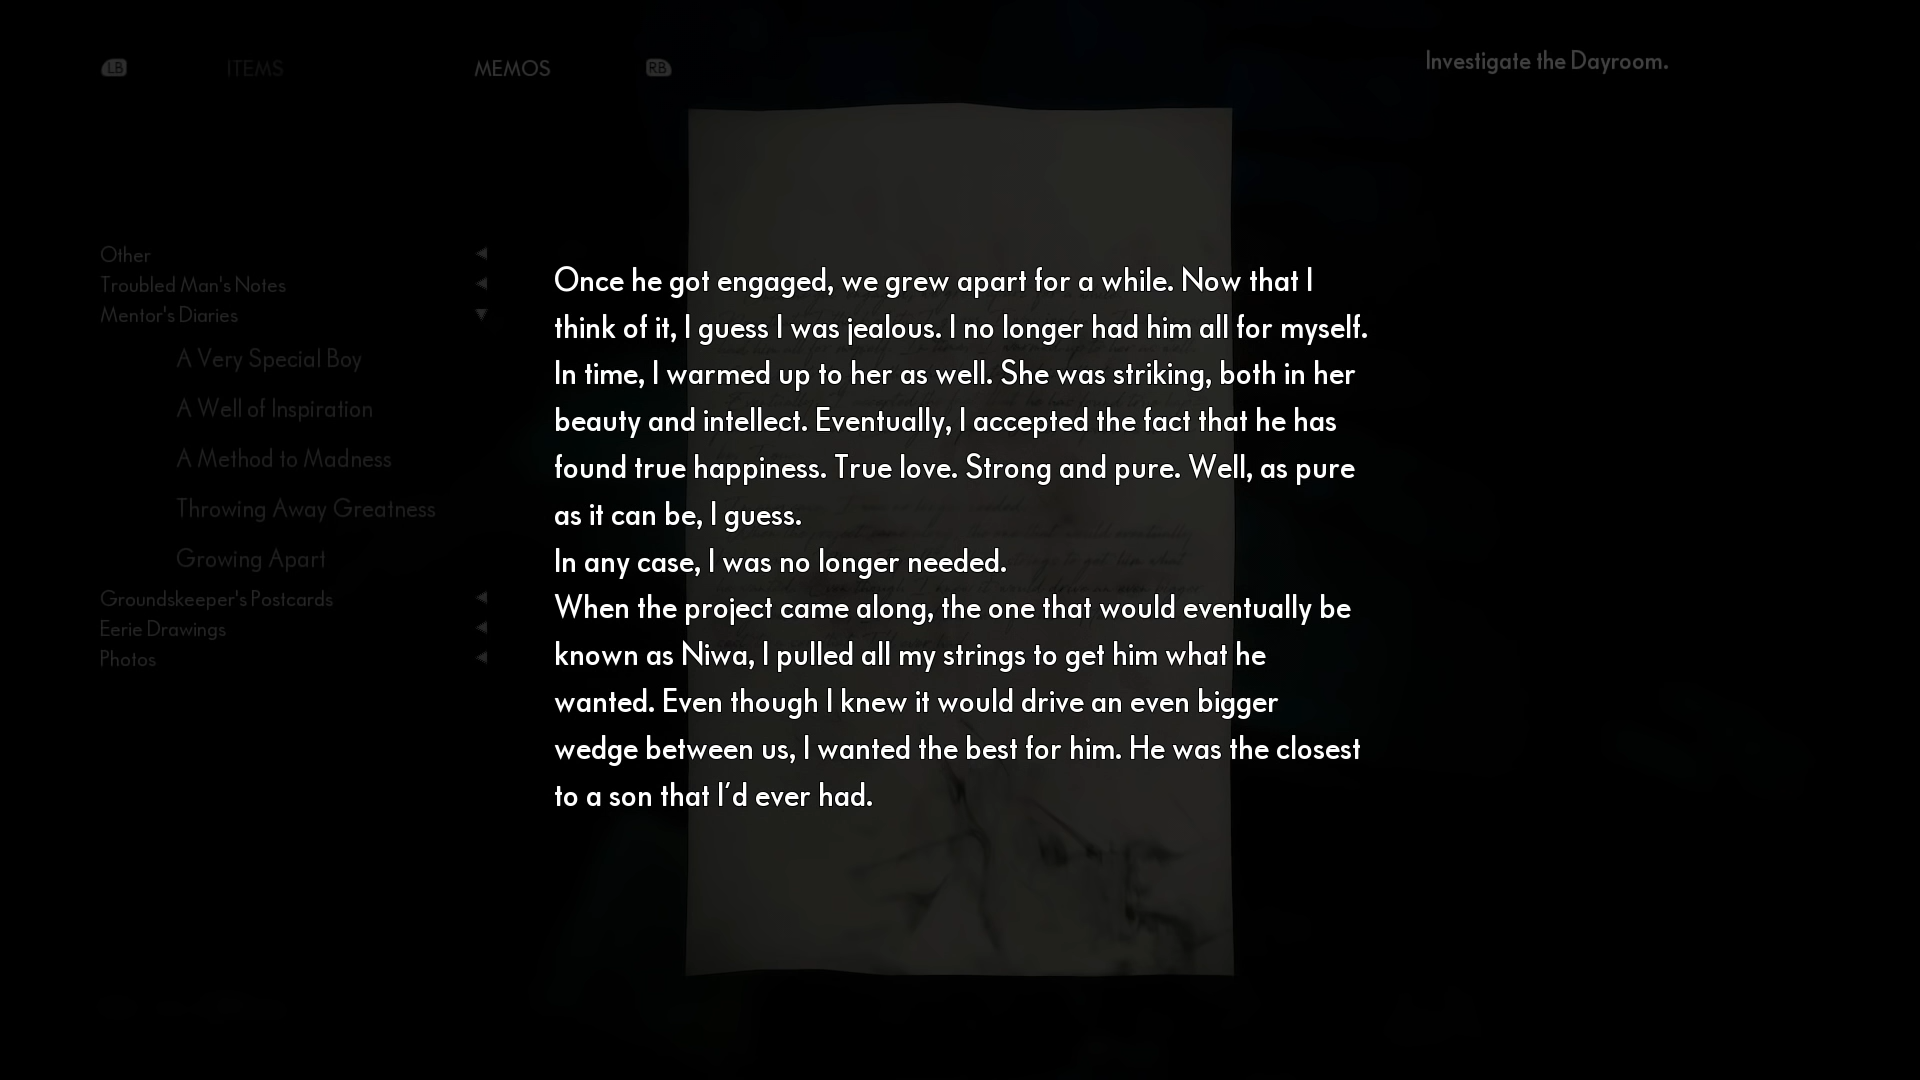 LB
ITEMS
MEMOS
RB
Investigate the Dayroom.
Other
Troubled Man's Notes
Mentor's Diaries
A Very Special Boy
A Well of Inspiration
A Method to Madness
Throwing Away Greatness
Growing Apart
Groundskeeper's Postcards
Eerie Drawings
Photos
Once he got engaged, we grew apart for a while. Now that I
think of it, I guess I was jealous. I no longer had him all for myself.
In time, I warmed up to her as well. She was striking, both in her
beauty and intellect. Eventually, I accepted the fact that he has
found true happiness. True love. Strong and pure. Well, as pure
as it can be, I guess.
In any case, I was no longer needed.
When the project came along, the one that would eventually be
known as Niwa, I pulled all my strings to get him what he
wanted. Even though I knew it would drive an even bigger
wedge between us, I wanted the best for him. He was the closest
to a son that I'd ever had.